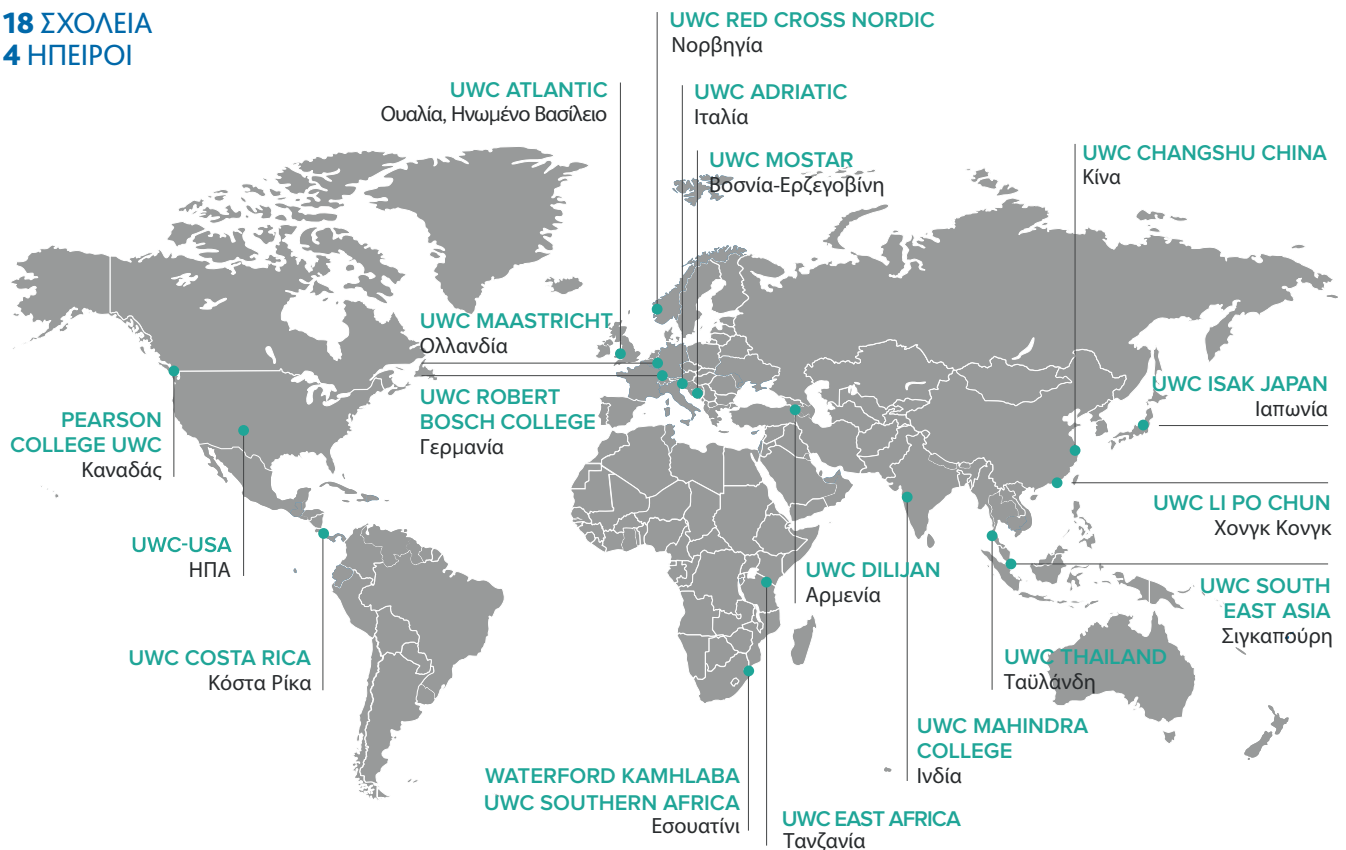 18 ΣΧΟΛΕΙΑ
4 ΗΠΕΙΡΟΙ
UWC RED CROSS NORDIC
Νορβηγία
UWC ATLANTIC
Ουαλία, Ηνωμένο Βασίλειο
UWC ADRIATIC
Ιταλία
UWC MOSTAR
Βοσνία-Ερζεγοβίνη
UWC CHANGSHU CHINA
Κίνα
UWC MAASTRICHT
Ολλανδία
UWC ROBERT
BOSCH COLLEGE
Γερμανία
UWC ISAK JAPAN
Ιαπωνία
PEARSON
COLLEGE UWC
Καναδάς
UWC LI PO CHUN
Χονγκ Κονγκ
UWC-USA
ΗΠΑ
UWC DILIJAN
Αρμενία
UWC SOUTH
EAST ASIA
Σιγκαπούρη
UWC COSTA RICA
Κόστα Ρίκα
UWC THAILAND
Ταϋλάνδη
UWC MAHINDRA
COLLEGE
Ινδία
WATERFORD KAMHLABA
UWC SOUTHERN AFRICA
Εσουατίνι
UWC EAST AFRICA
Τανζανία